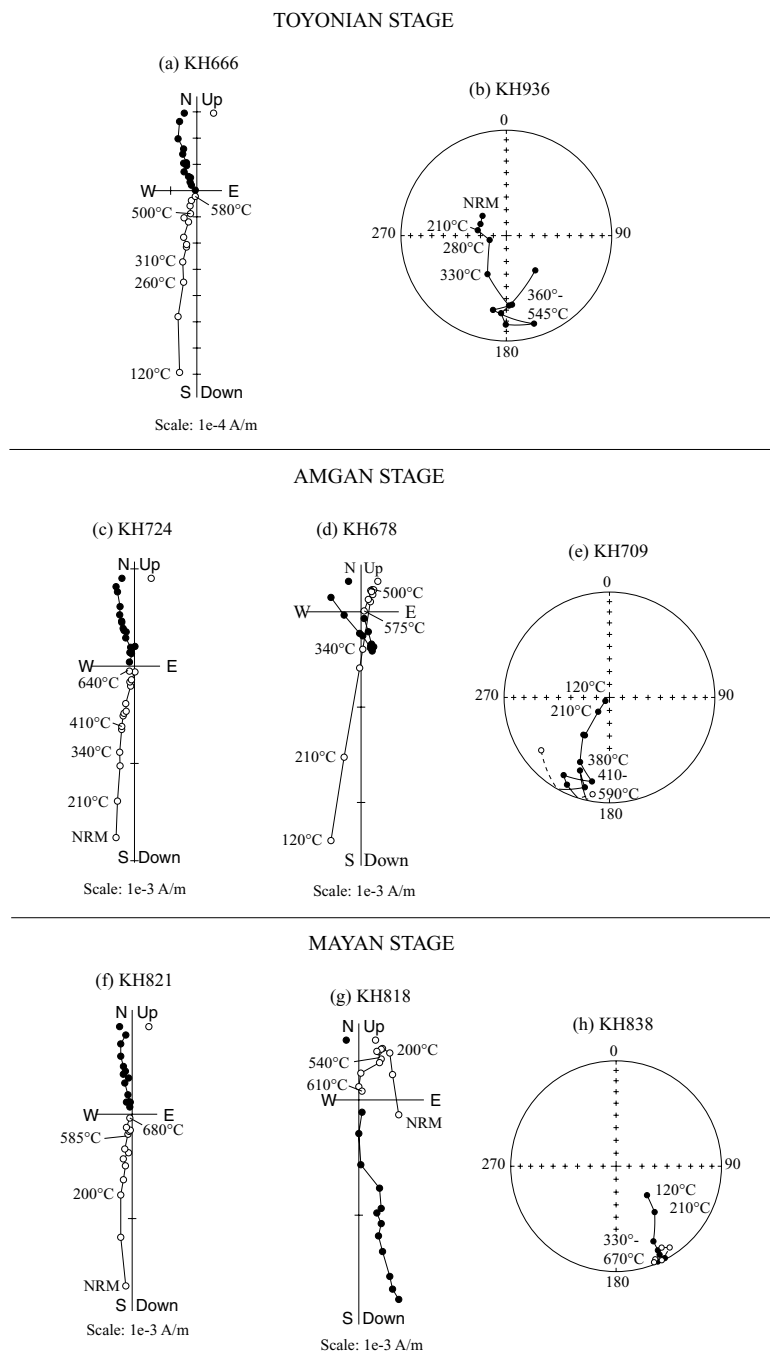 TOYONIAN STAGE
(a) KH666
N Up
W E
580°C
500°C
310°C
260°C
120°C
S Down
Scale: 1e-4 A/m
(b) KH936
0
NRM
210°C
270 90
280°C
330°C
360°-
545°C
180
AMGAN STAGE
(c) KH724
N Up
W E
640°C
410°C
340°C
210°C
NRM
S Down
Scale: 1e-3 A/m
(d) KH678
N Up
500°C
W E
575°C
340°C
210°C
120°C
S Down
Scale: 1e-3 A/m
(e) KH709
0
120°C
270 90
210°C
380°C
410-
590°C
180
MAYAN STAGE
(f) KH821
N Up
W E
680°C
585°C
200°C
NRM
S Down
Scale: 1e-3 A/m
(g) KH818
N Up
200°C
540°C
610°C
W E
NRM
S Down
Scale: 1e-3 A/m
(h) KH838
0
270 90
120°C
210°C
330°-
670°C
180